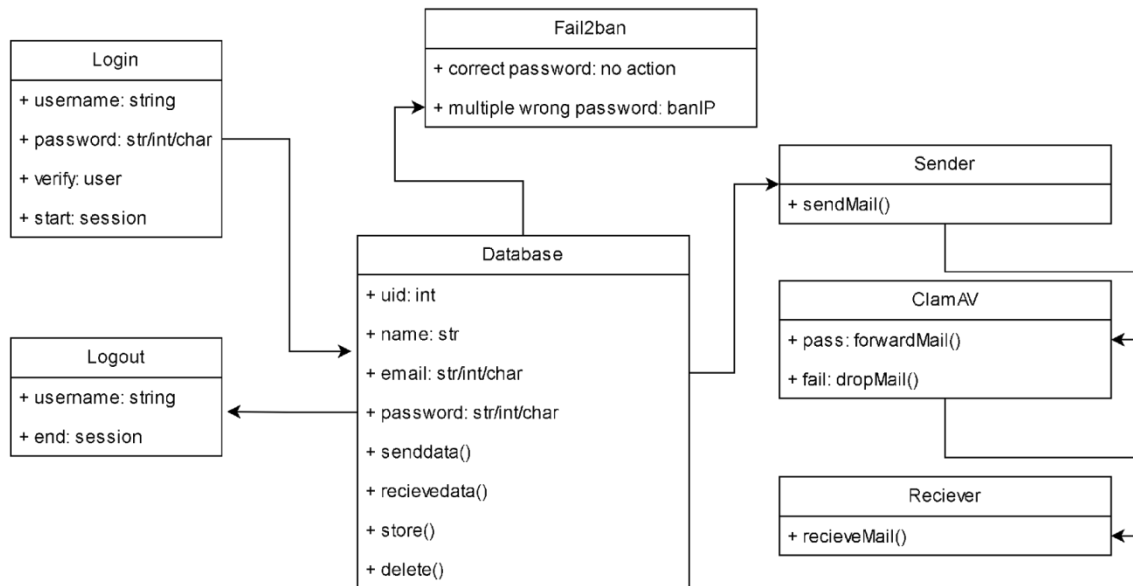 Login
+ username: string
+ password: str/int/char
+ verify: user
+ start: session
Fail2ban
+ correct password: no action
+ multiple wrong password: banIP
Logout
+ username: string
+ end: session
Database
+ uid: int
+ name: str
+ email: str/int/char
+ password: str/int/char
+ senddata()
+ recievedata()
+ store()
+ delete()
Sender
+ sendMail()
ClamAV
+ pass: forwardMail()
+ fail: dropMail()
Reciever
+ recieveMail()